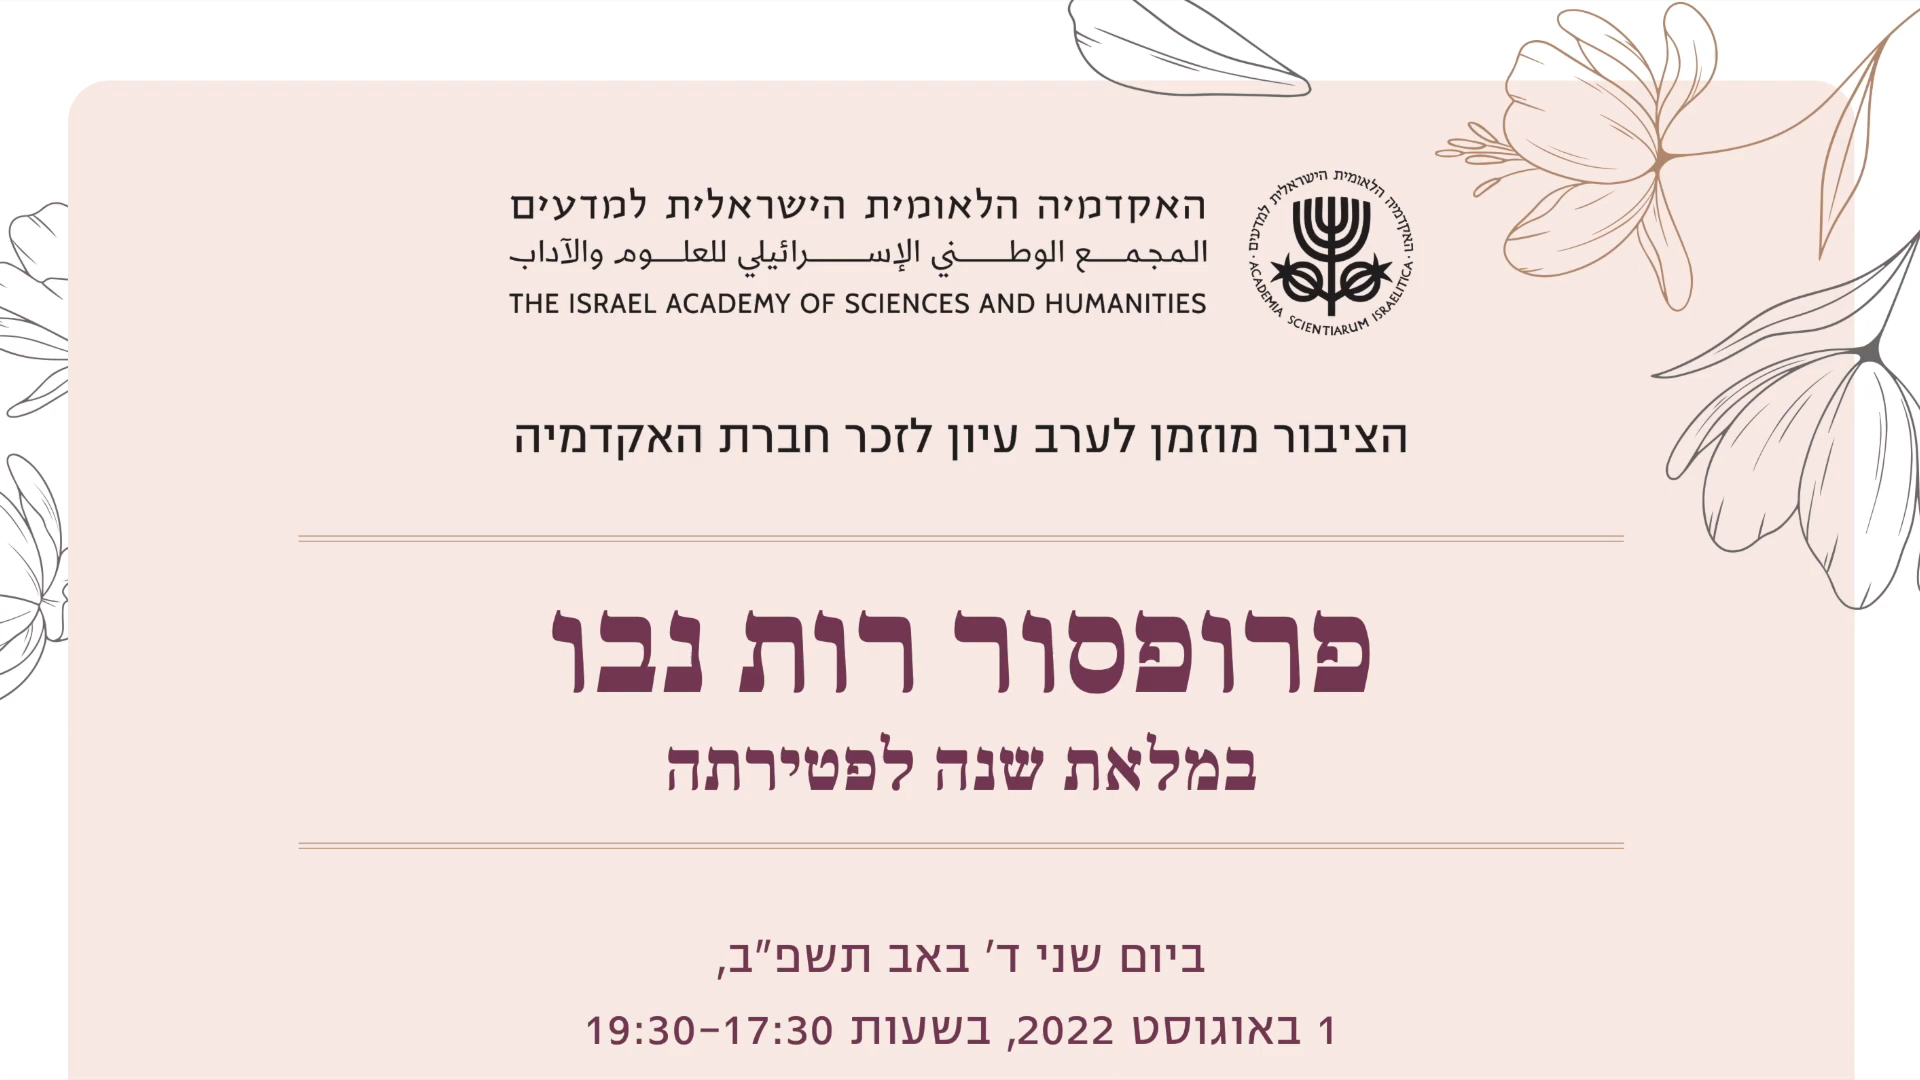 האקדמיה הלאומית הישראלית למדעים
المجمع الوطني الإسرائيلي للعلوم والآداب
THE ISRAEL ACADEMY OF SCIENCES AND HUMANITIES
האקדמיה הלאומית הישראלית למדעים
· ACADEMIA SCIENTIARUM ISRAELITICA ·
הציבור מוזמן לערב עיון לזכר חברת האקדמיה
פרופסור רות נבו
במלאת שנה לפטירתה
ביום שני ד׳ באב תשפ״ב,
1 באוגוסט 2022, בשעות 17:30–19:30